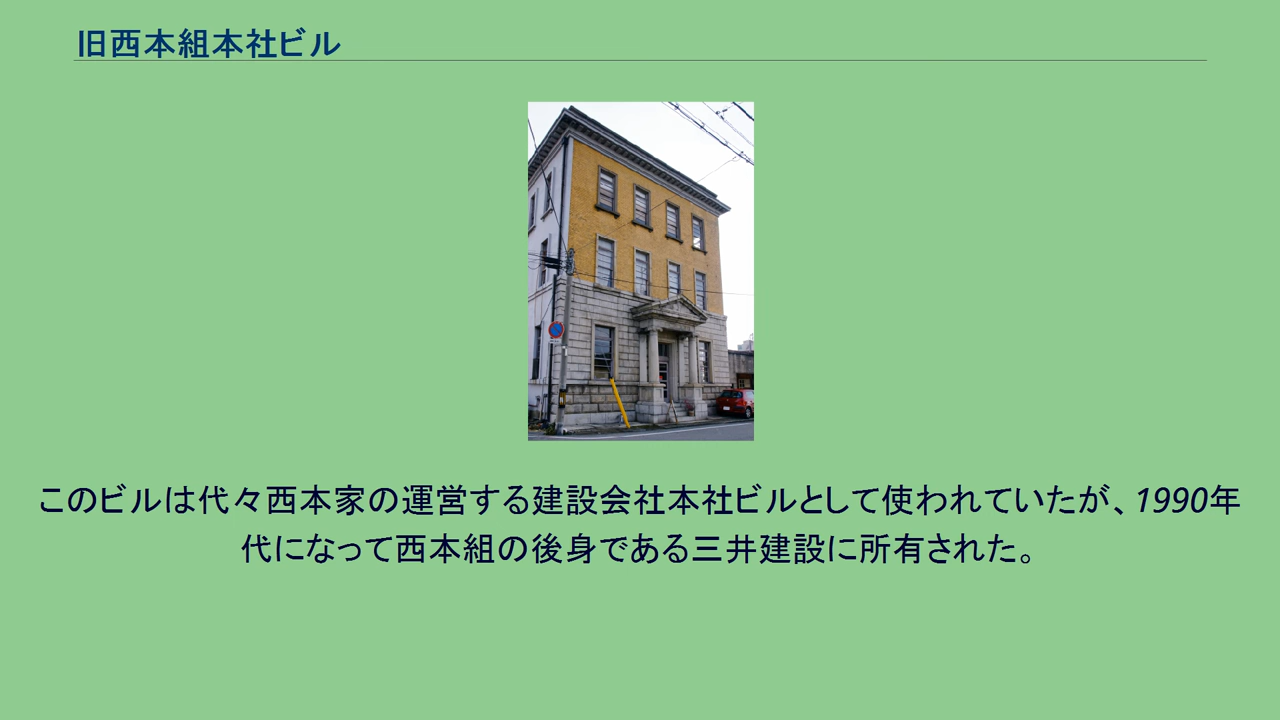 旧西本組本社ビル
このビルは代々西本家の運営する建設会社本社ビルとして使われていたが、1990年
代になって西本組の後身である三井建設に所有された。